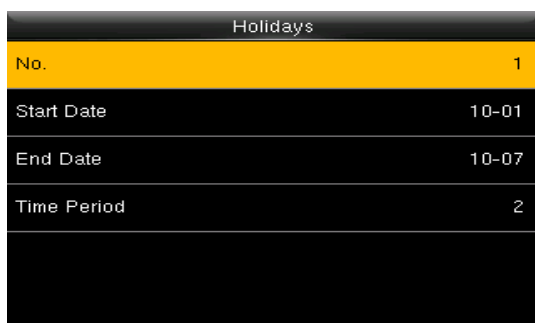 Holidays
No. 1
Start Date 10-01
End Date 10-07
Time Period 2